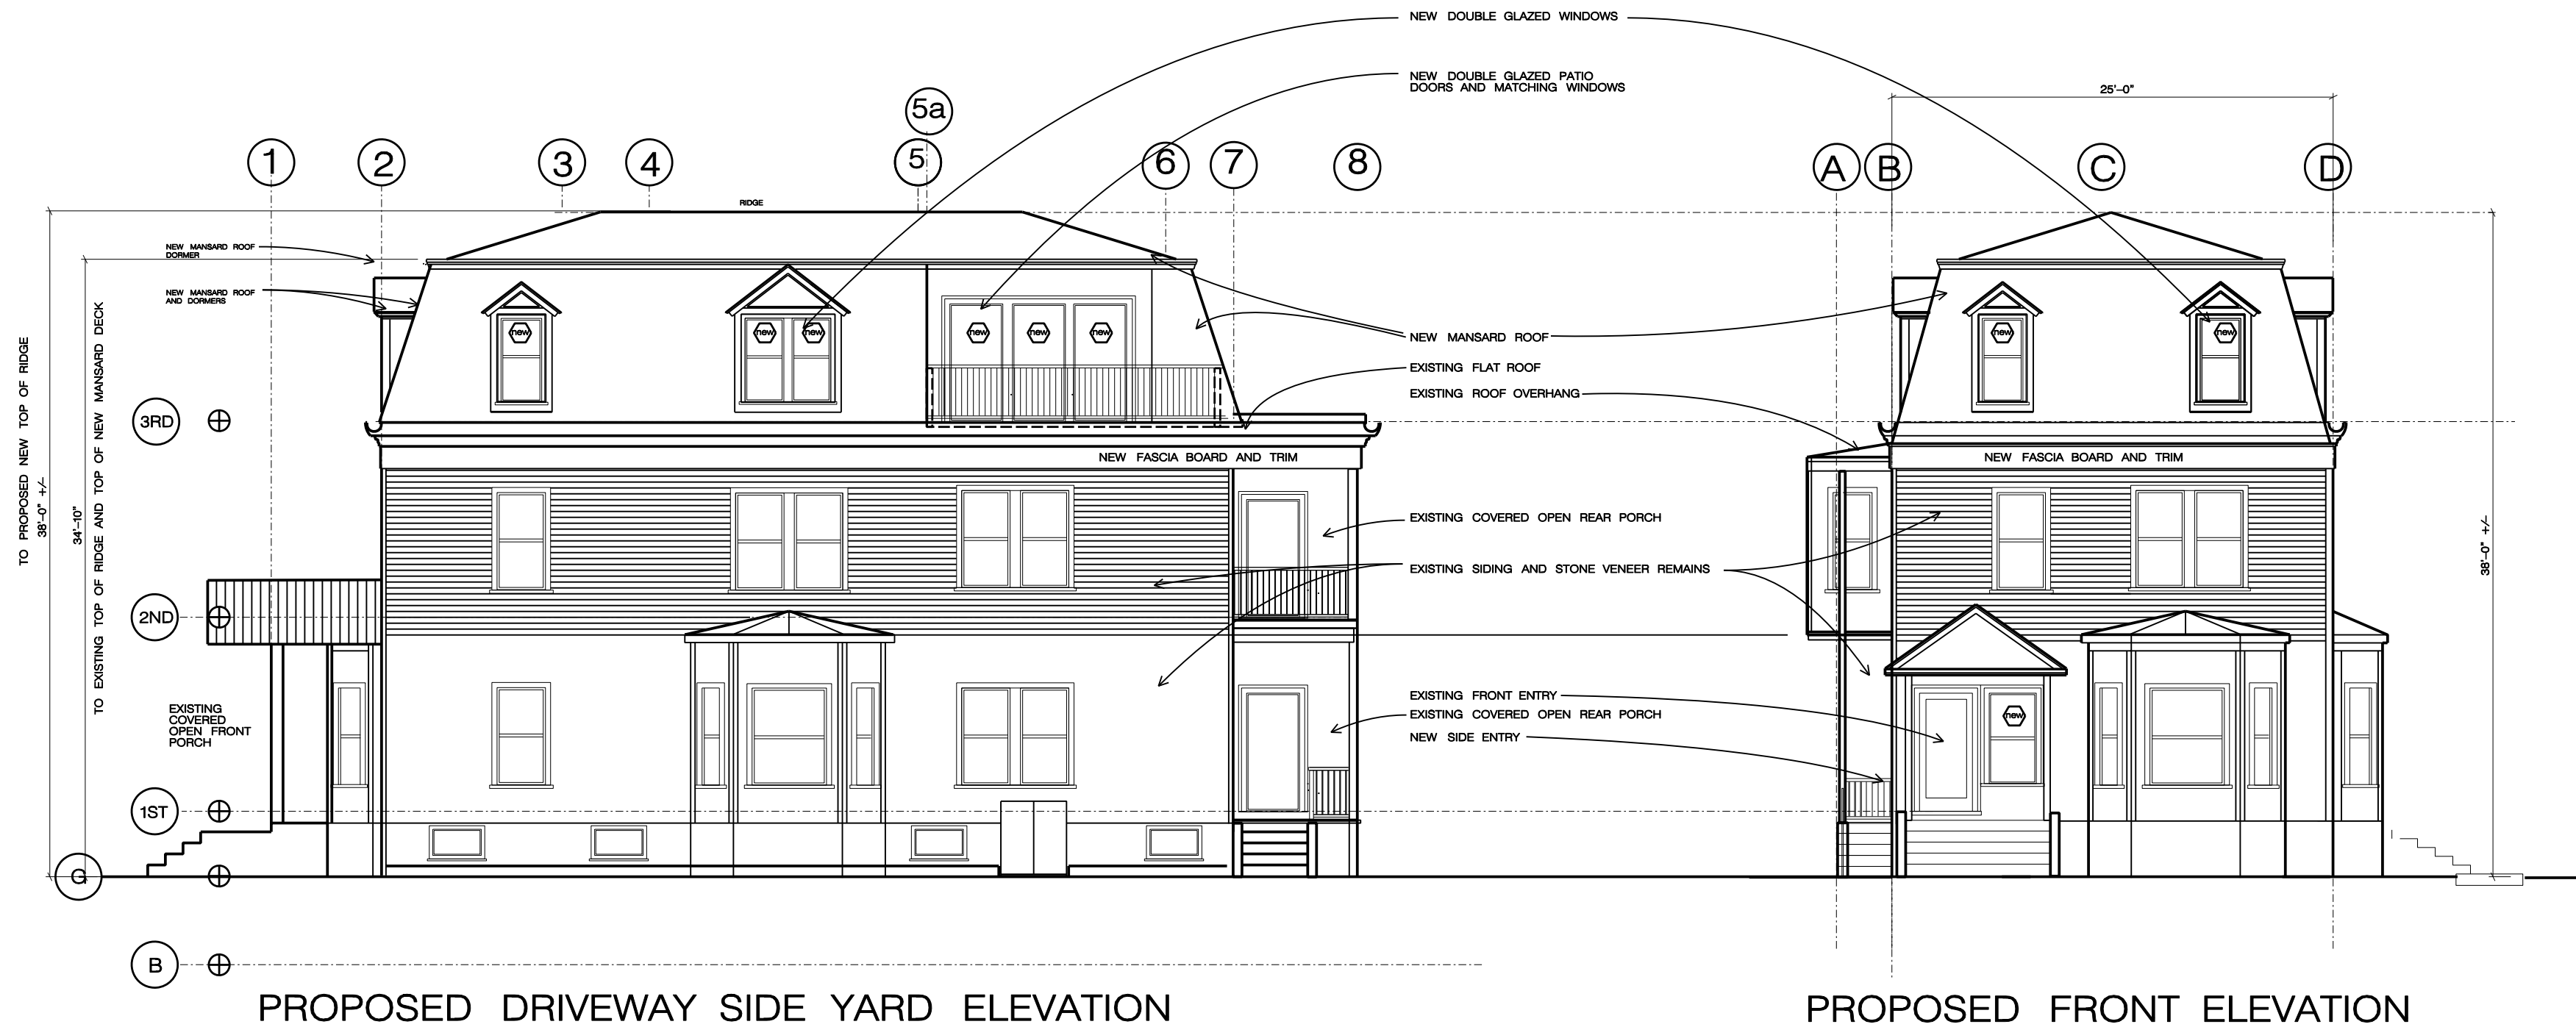 NEW DOUBLE GLAZED WINDOWS
NEW DOUBLE GLAZED PATIO
DOORS AND MATCHING WINDOWS
25'-0"
5a
1
2
3
4
5
6
7
8
A
B
C
D
RIDGE
NEW MANSARD ROOF
DORMER
NEW MANSARD ROOF
AND DORMERS
TO PROPOSED NEW TOP OF RIDGE
38'-0" +/-
34'-10"
TO EXISTING TOP OF RIDGE AND TOP OF NEW MANSARD DECK
new
new
new
new
new
new
new
new
NEW MANSARD ROOF
EXISTING FLAT ROOF
EXISTING ROOF OVERHANG
3RD
NEW FASCIA BOARD AND TRIM
NEW FASCIA BOARD AND TRIM
EXISTING COVERED OPEN REAR PORCH
38'-0" +/-
EXISTING SIDING AND STONE VENEER REMAINS
2ND
EXISTING
COVERED
OPEN FRONT
PORCH
EXISTING FRONT ENTRY
EXISTING COVERED OPEN REAR PORCH
NEW SIDE ENTRY
new
1ST
G
B
PROPOSED DRIVEWAY SIDE YARD ELEVATION
PROPOSED FRONT ELEVATION